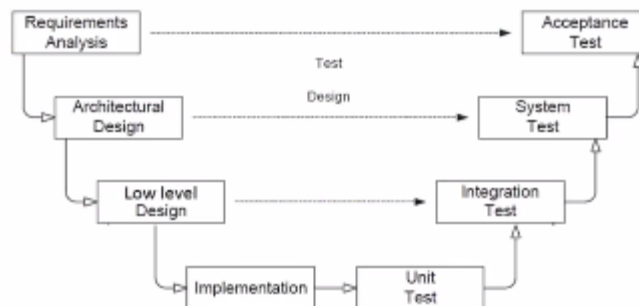 Requirements
Analysis
Acceptance
Test
Test
Design
Architectural
Design
System
Test
Low level
Design
Integration
Test
Implementation
Unit
Test